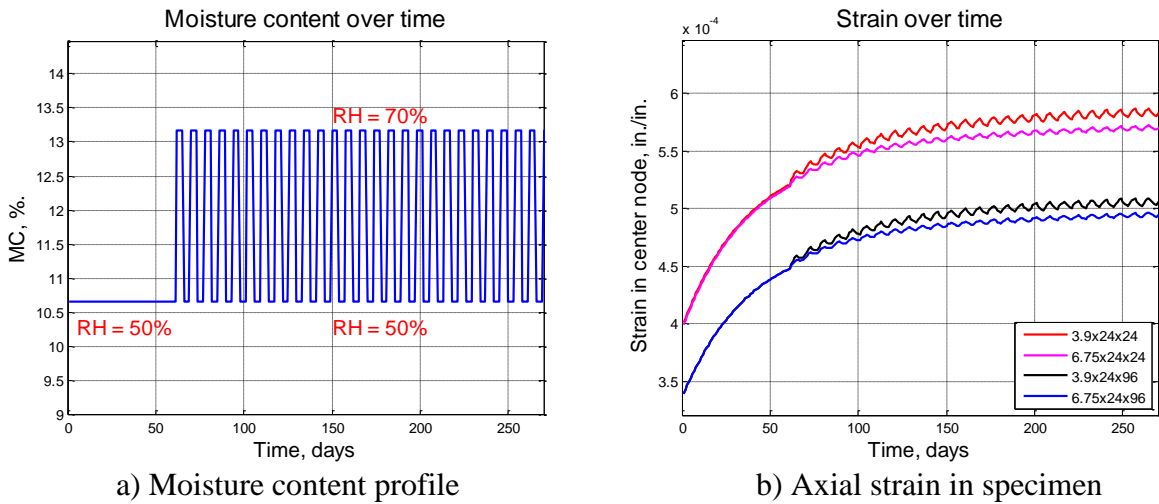 Moisture content over time
14
13.5
13
12.5
12
11.5
11
10.5
10
9.5
9
MC, %.
RH = 70%
RH = 50%
RH = 50%
0
50
100
150
200
250
Time, days
a) Moisture content profile
Strain over time
x 10-4
6
5.5
5
4.5
4
3.5
Strain in center node, in./in.
3.9x24x24
6.75x24x24
3.9x24x96
6.75x24x96
0
50
100
150
200
250
Time, days
b) Axial strain in specimen